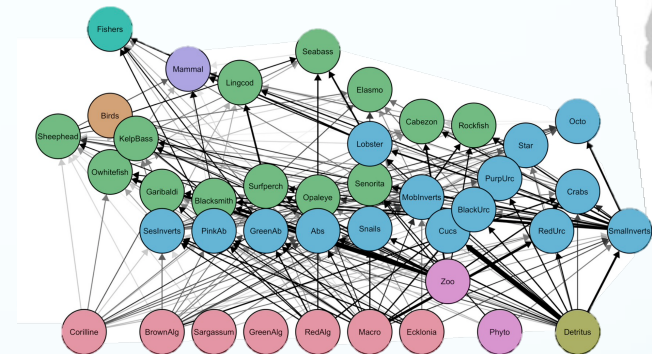 Fishers
Seabass
Mammal
Lingcod
Elasmo
Birds
Cabezon
Rockfish
Octo
Sheephead
KelpBass
Lobster
Star
Owhitefish
Garibaldi
Blacksmith
Surfperch
Opaleye
Senorita
MobInverts
PurpUrc
Crabs
BlackUrc
SesInverts
PinkAb
GreenAb
Abs
Snails
Cucs
RedUrc
SmallInverts
Zoo
Corilline
BrownAlg
Sargassum
GreenAlg
RedAlg
Macro
Ecklonia
Phyto
Detritus